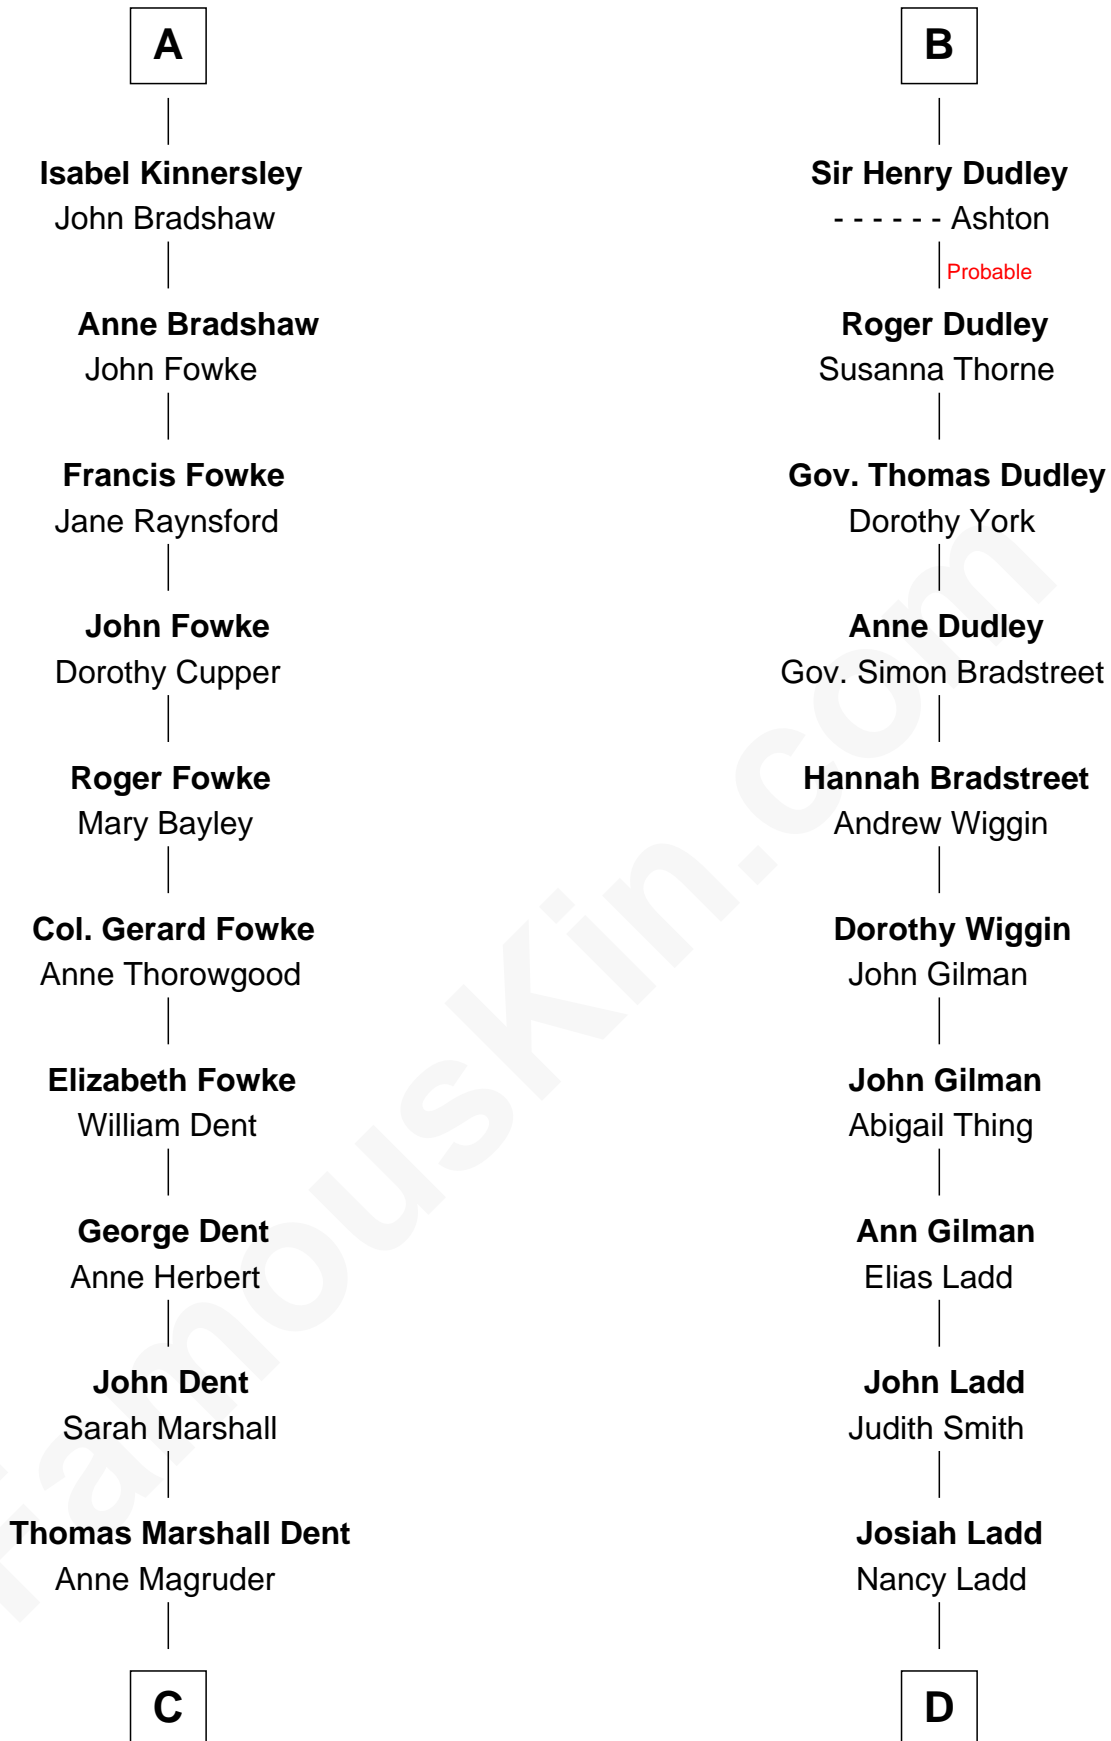 A
Isabel Kinnersley
John Bradshaw
Anne Bradshaw
John Fowke
Francis Fowke
Jane Raynsford
John Fowke
Dorothy Cupper
Roger Fowke
Mary Bayley
Col. Gerard Fowke
Anne Thorowgood
Elizabeth Fowke
William Dent
George Dent
Anne Herbert
John Dent
Sarah Marshall
Thomas Marshall Dent
Anne Magruder
C
B
Sir Henry Dudley
- - - - - - Ashton
Probable
Roger Dudley
Susanna Thorne
Gov. Thomas Dudley
Dorothy York
Anne Dudley
Gov. Simon Bradstreet
Hannah Bradstreet
Andrew Wiggin
Dorothy Wiggin
John Gilman
John Gilman
Abigail Thing
Ann Gilman
Elias Ladd
John Ladd
Judith Smith
Josiah Ladd
Nancy Ladd
D
FamousKin.com